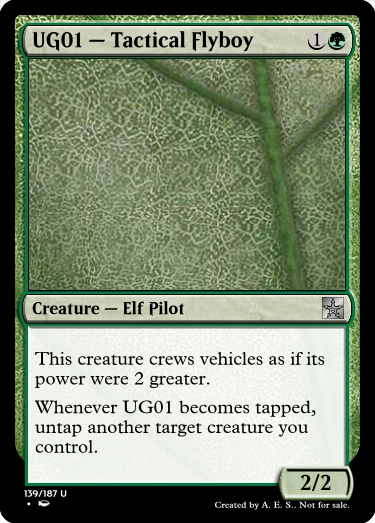 UG01 — Tactical Flyboy 1
Creature — Elf Pilot
This creature crews vehicles as if its
power were 2 greater.
Whenever UG01 becomes tapped,
untap another target creature you
control.
2/2
139/187 U
Created by A. E. S.. Not for sale.